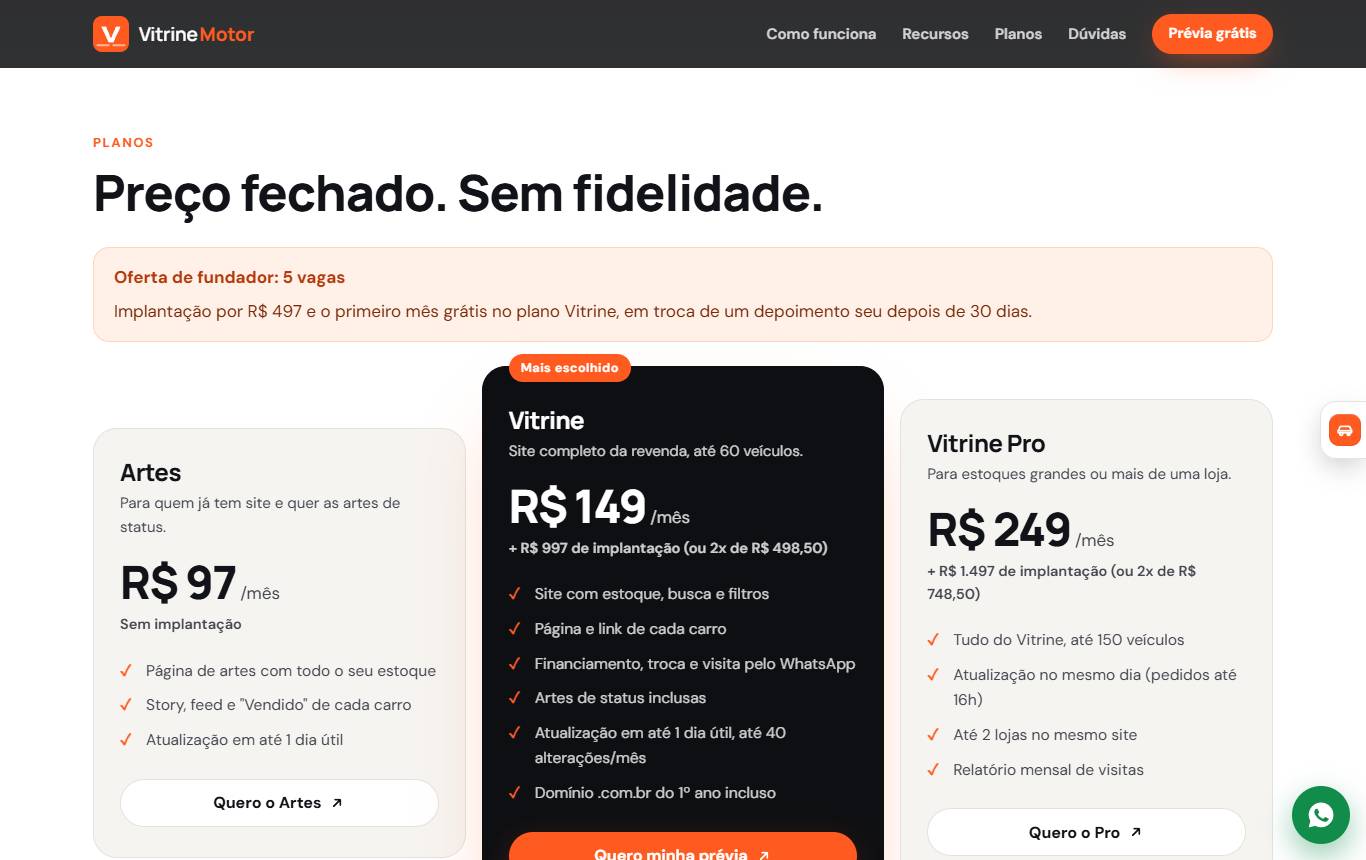 VitrineMotor
Como funciona
Recursos
Planos
Dúvidas
Prévia grátis
PLANOS
Preço fechado. Sem fidelidade.
Oferta de fundador: 5 vagas
Implantação por R$ 497 e o primeiro mês grátis no plano Vitrine, em troca de um depoimento seu depois de 30 dias.
Artes
Para quem já tem site e quer as artes de
status.
R$ 97 /mês
Sem implantação
Página de artes com todo o seu estoque
Story, feed e "Vendido" de cada carro
Atualização em até 1 dia útil
Quero o Artes
Mais escolhido
Vitrine
Site completo da revenda, até 60 veículos.
R$ 149 /mês
+ R$ 997 de implantação (ou 2x de R$ 498,50)
Site com estoque, busca e filtros
Página e link de cada carro
Financiamento, troca e visita pelo WhatsApp
Artes de status inclusas
Atualização em até 1 dia útil, até 40
alterações/mês
Domínio .com.br do 1º ano incluso
Quero minha prévia
Vitrine Pro
Para estoques grandes ou mais de uma loja.
R$ 249 /mês
+ R$ 1.497 de implantação (ou 2x de R$
748,50)
Tudo do Vitrine, até 150 veículos
Atualização no mesmo dia (pedidos até
16h)
Até 2 lojas no mesmo site
Relatório mensal de visitas
Quero o Pro